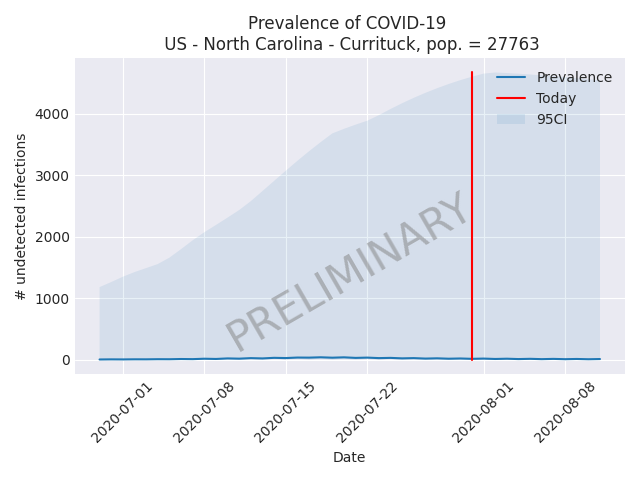 Prevalence of COVID-19
US - North Carolina - Currituck, pop. = 27763
Prevalence
Today
95CI
# undetected infections
4000
3000
2000
1000
0
PRELIMINARY
2020-07-01
2020-07-08
2020-07-15
2020-07-22
2020-08-01
2020-08-08
Date